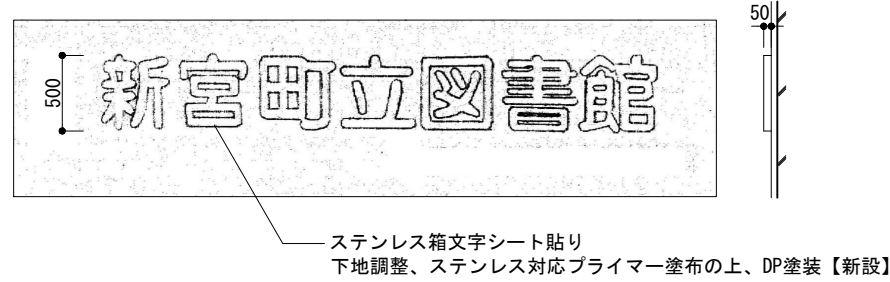 50
500
新宮町立図書館
ステンレス箱文字シート貼り
下地調整、ステンレス対応プライマー塗布の上、DP塗装【新設】